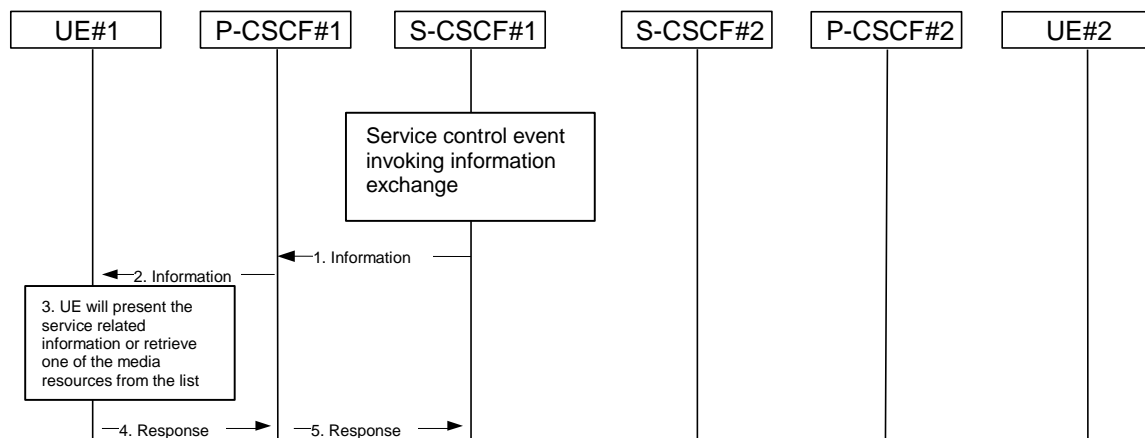 UE#1
P-CSCF#1
S-CSCF#1
S-CSCF#2
P-CSCF#2
UE#2
Service control event
invoking information
exchange
1. Information
2. Information
3. UE will present the
service related
information or retrieve
one of the media
resources from the list
4. Response
5. Response